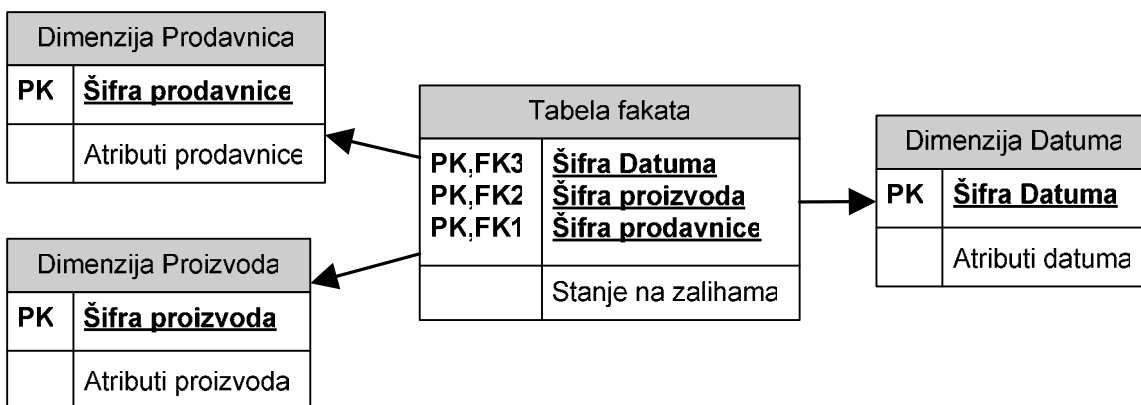 Dimenzija Prodavnica
PK Šifra prodavnice
Atributi prodavnice
Dimenzija Proizvoda
PK Šifra proizvoda
Atributi proizvoda
Tabela fakata
PK,FK3 Šifra Datuma
PK,FK2 Šifra proizvoda
PK,FK1 Šifra prodavnice
Stanje na zalihama
Dimenzija Datuma
PK Šifra Datuma
Atributi datuma